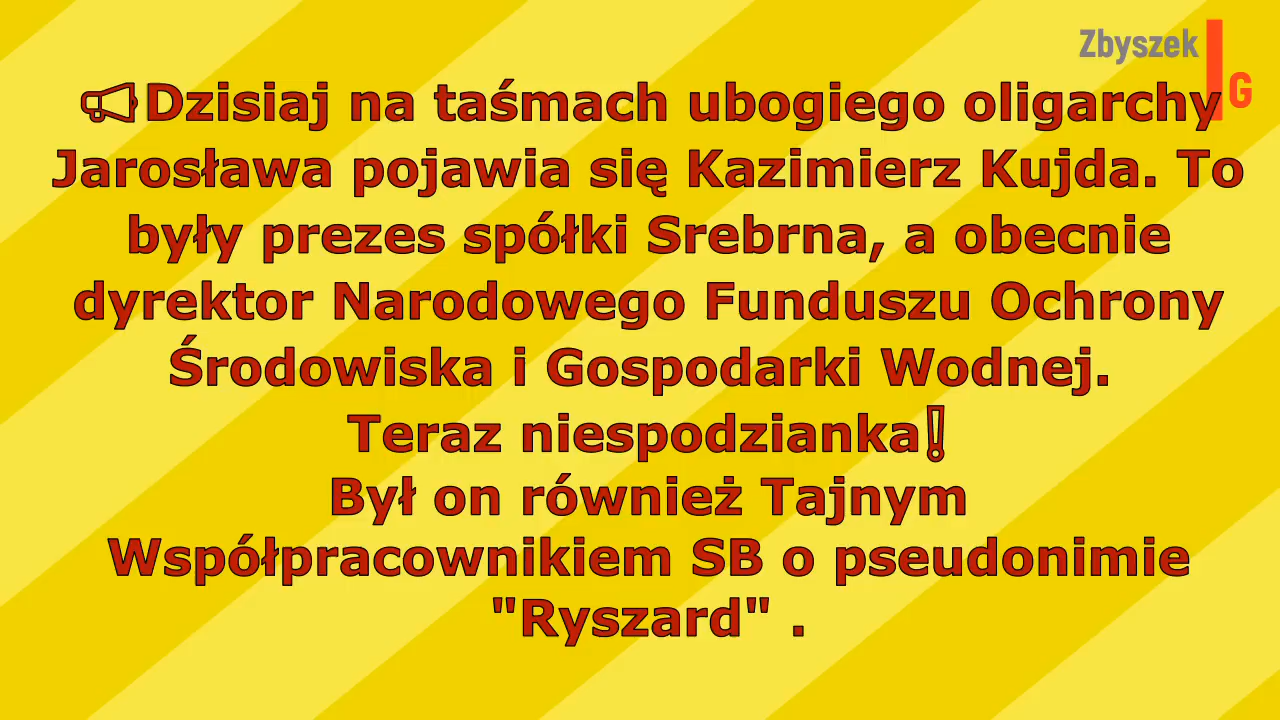 Zbyszek
IG
📢Dzisiaj na taśmach ubogiego oligarchy
Jarosława pojawia się Kazimierz Kujda. To
były prezes spółki Srebrna, a obecnie
dyrektor Narodowego Funduszu Ochrony
Środowiska i Gospodarki Wodnej.
Teraz niespodzianka❗
Był on również Tajnym
Współpracownikiem SB o pseudonimie
"Ryszard" .